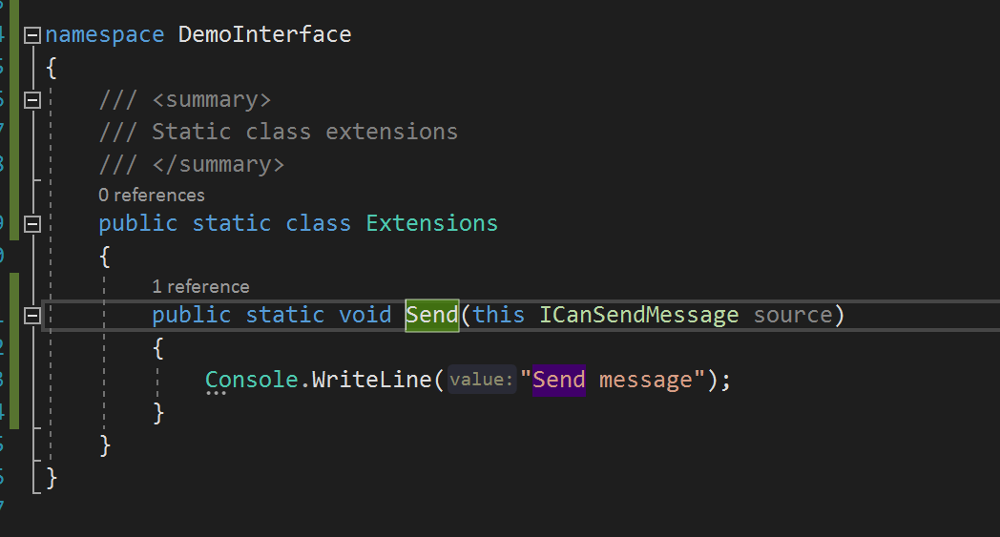 namespace DemoInterface
{
/// <summary>
/// Static class extensions
/// </summary>
0 references
public static class Extensions
{
1 reference
public static void Send(this ICanSendMessage source)
{
Console.WriteLine(value:"Send message");
}
}
}